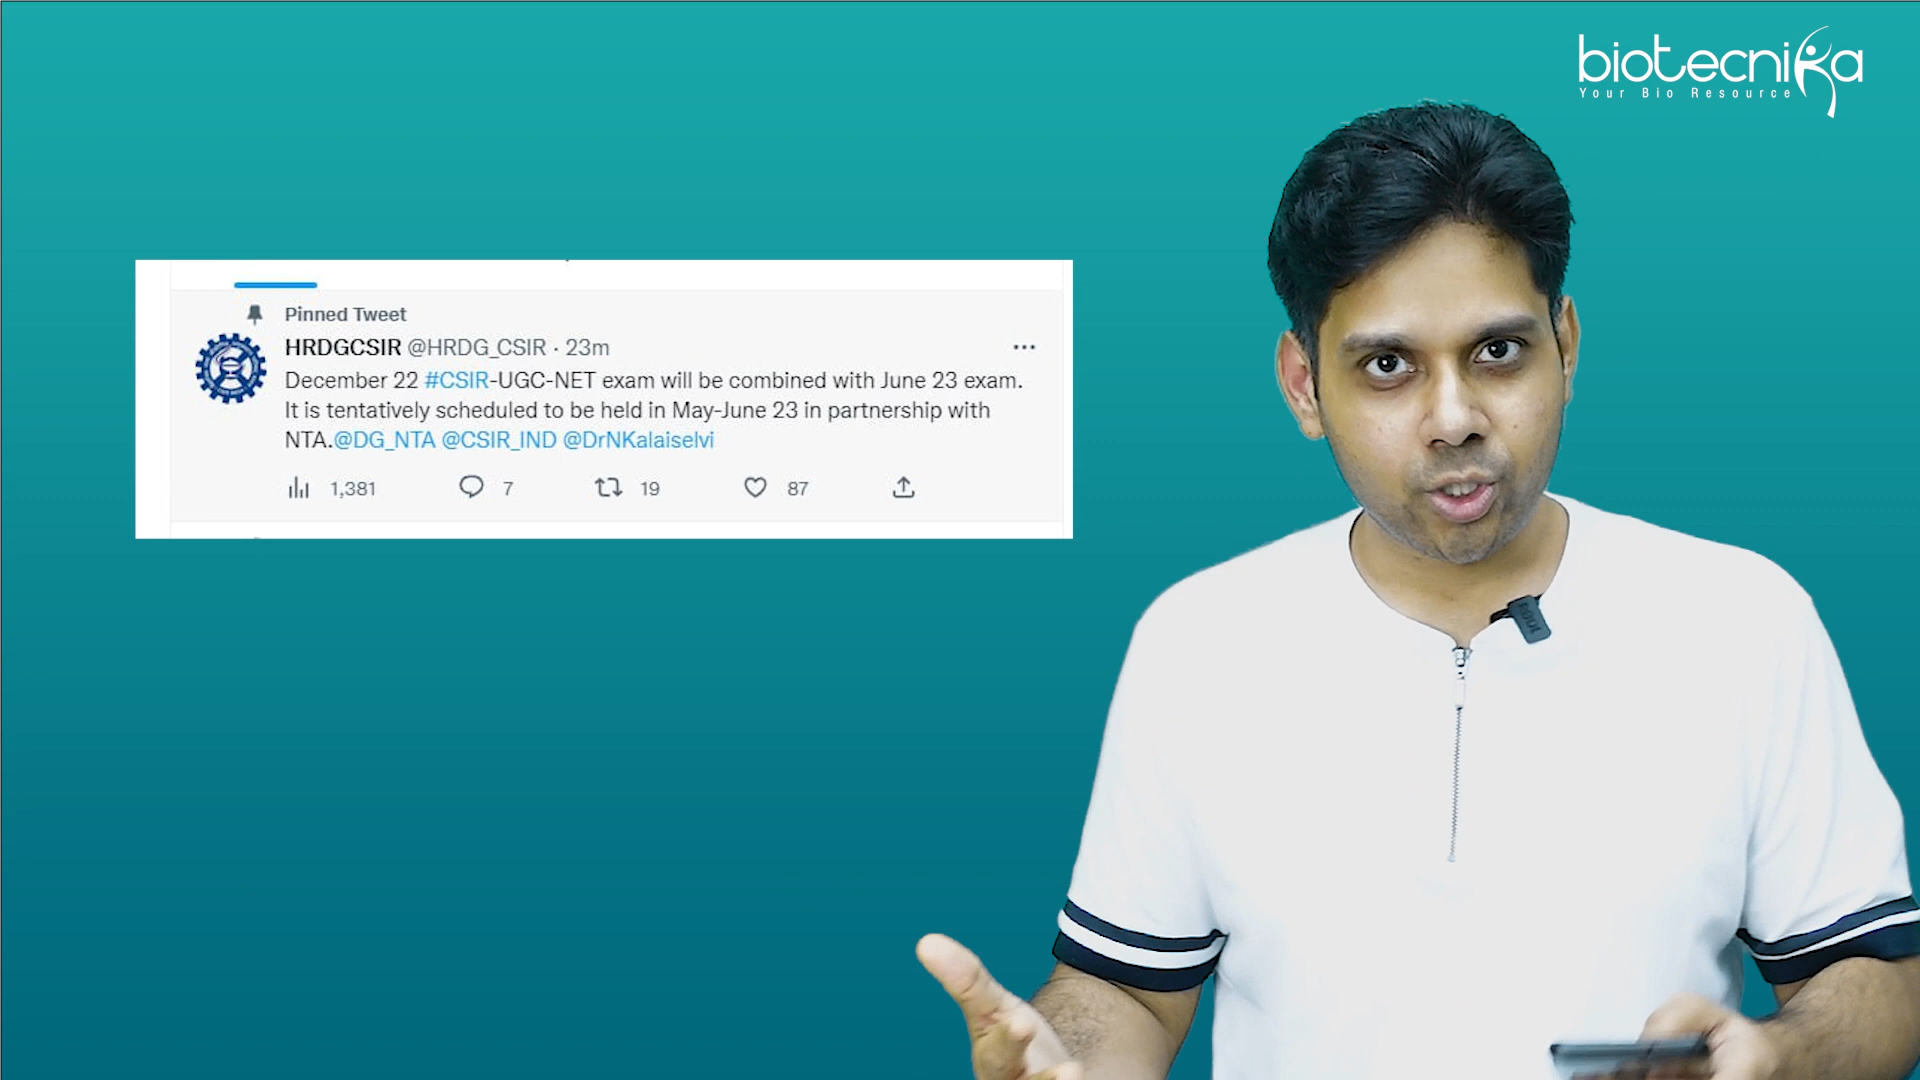 biotecnika
Your Bio Resource
Pinned Tweet
HRDGCSIR @HRDG_CSIR · 23m
December 22 #CSIR-UGC-NET exam will be combined with June 23 exam.
It is tentatively scheduled to be held in May-June 23 in partnership with
NTA.@DG_NTA @CSIR_IND @DrNKalaiselvi
1,381 7 19 87